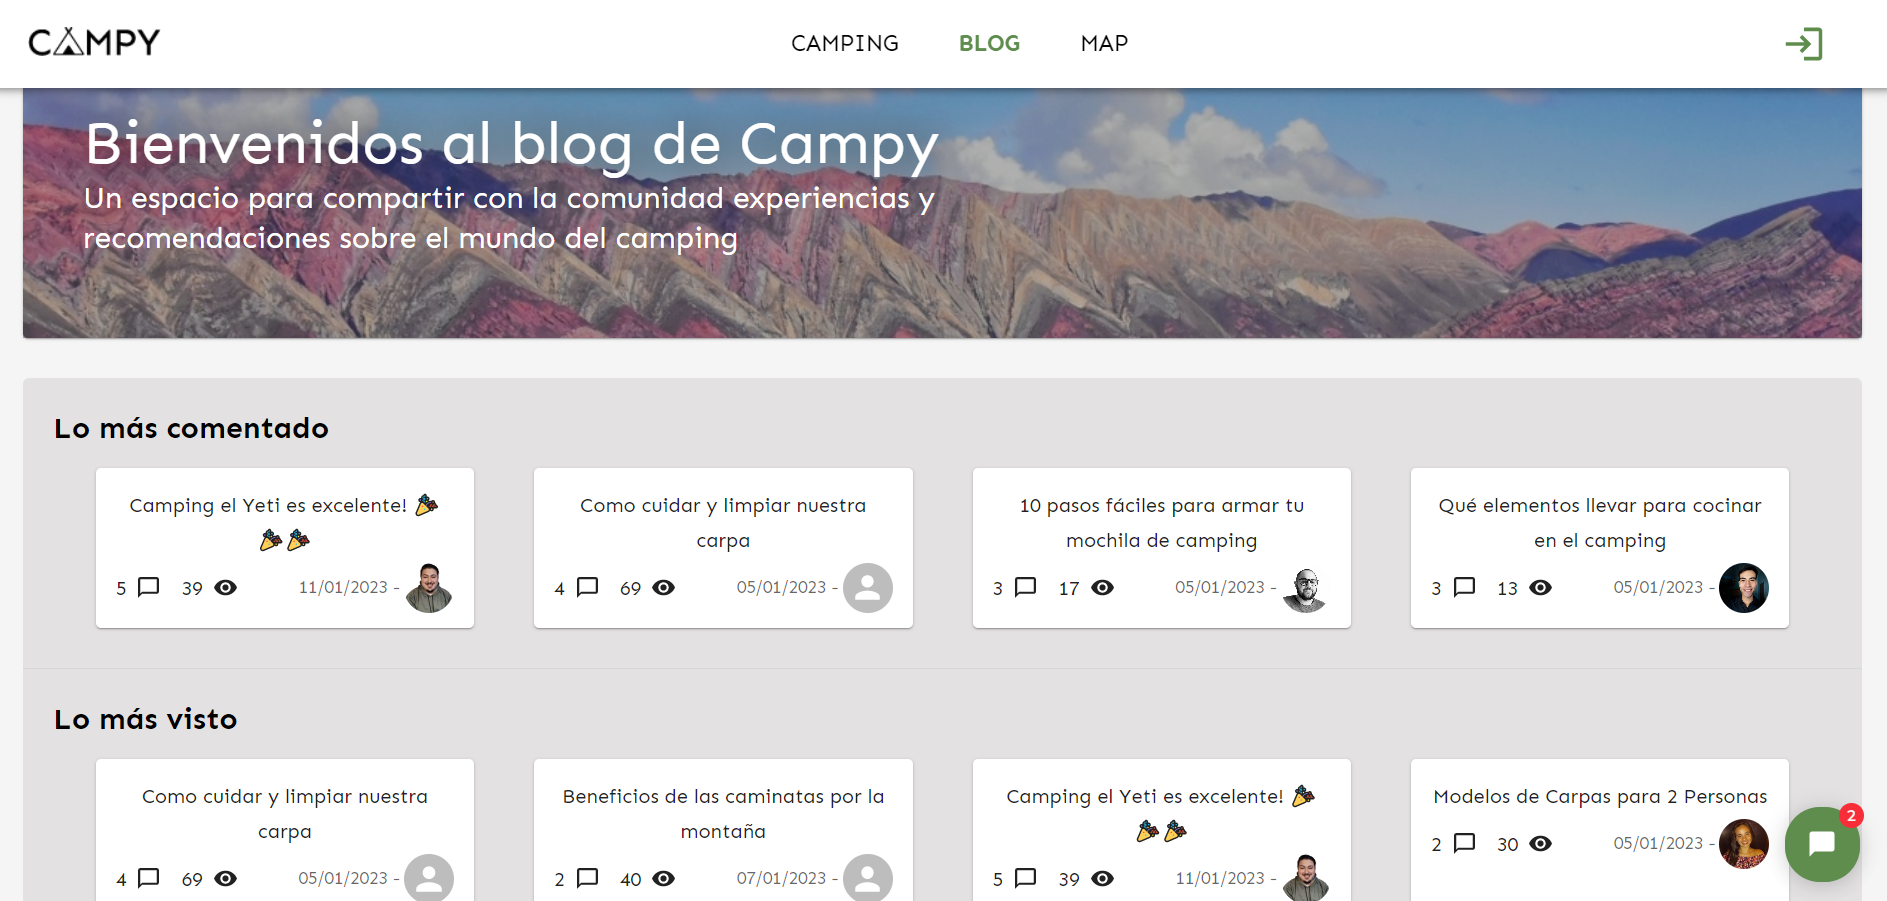 CAMPY
CAMPING
BLOG
MAP
Bienvenidos al blog de Campy
Un espacio para compartir con la comunidad experiencias y
recomendaciones sobre el mundo del camping
Lo más comentado
Camping el Yeti es excelente! 🎉
🎉🎉
5 39 11/01/2023 -
Como cuidar y limpiar nuestra
carpa
4 69 05/01/2023 -
10 pasos fáciles para armar tu
mochila de camping
3 17 05/01/2023 -
Qué elementos llevar para cocinar
en el camping
3 13 05/01/2023 -
Lo más visto
Como cuidar y limpiar nuestra
carpa
4 69 05/01/2023 -
Beneficios de las caminatas por la
montaña
2 40 07/01/2023 -
Camping el Yeti es excelente! 🎉
🎉🎉
5 39 11/01/2023 -
Modelos de Carpas para 2 Personas
2 30 05/01/2023 -
2